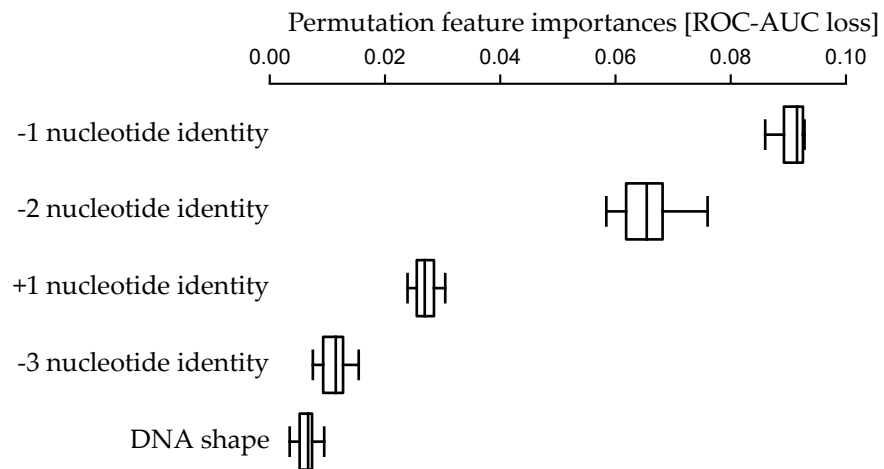 Permutation feature importances [ROC-AUC loss]
0.00 0.02 0.04 0.06 0.08 0.10
-1 nucleotide identity
-2 nucleotide identity
+1 nucleotide identity
-3 nucleotide identity
DNA shape